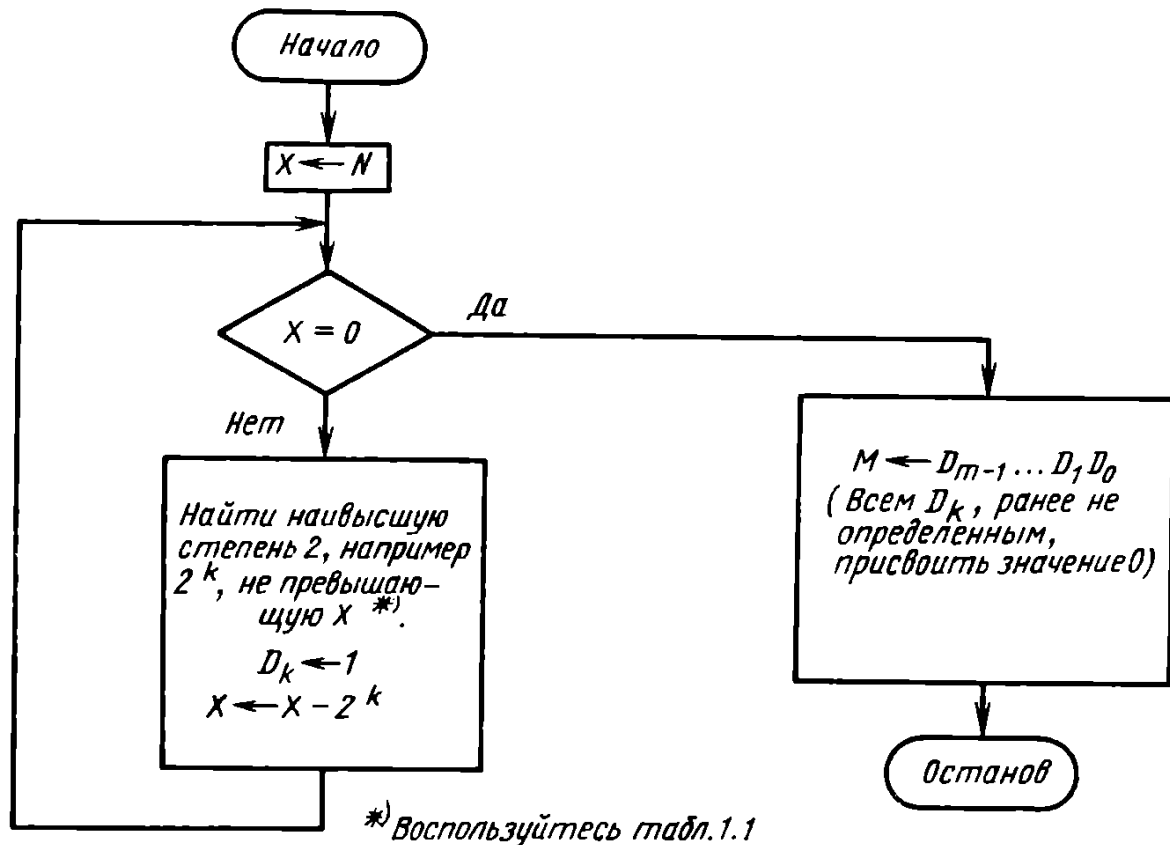 Начало
X ← N
X = 0
Да
Нет
Найти наивысшую
степень 2, например
2^k, не превышаю-
щую X *).
D_k ← 1
X ← X − 2^k
M ← D_{m−1} ... D_1 D_0
(Всем D_k, ранее не
определенным,
присвоить значение 0)
Останов
*) Воспользуйтесь табл. 1.1